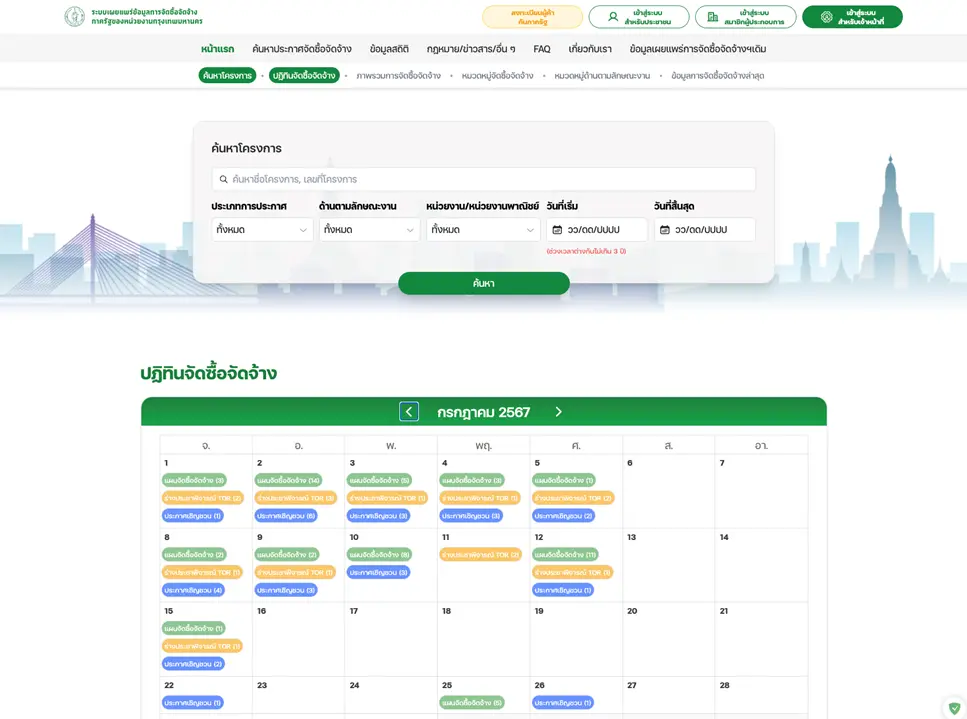 ระบบเผยแพร่ข้อมูลการจัดซื้อจัดจ้าง
ภาครัฐของหน่วยงานกรุงเทพมหานคร
ลงทะเบียนผู้ค้า
กับภาครัฐ
เข้าสู่ระบบ
สำหรับประชาชน
เข้าสู่ระบบ
สมาชิกผู้ประกอบการ
เข้าสู่ระบบ
สำหรับเจ้าหน้าที่
หน้าแรก ค้นหาประกาศจัดซื้อจัดจ้าง ข้อมูลสถิติ กฎหมาย/ข่าวสาร/อื่น ๆ FAQ เกี่ยวกับเรา ข้อมูลเผยแพร่การจัดซื้อจัดจ้างฯเดิม
ค้นหาโครงการ • ปฏิทินจัดซื้อจัดจ้าง • ภาพรวมการจัดซื้อจัดจ้าง • หมวดหมู่จัดซื้อจัดจ้าง • หมวดหมู่ด้านตามลักษณะงาน • ข้อมูลการจัดซื้อจัดจ้างล่าสุด
ค้นหาโครงการ
ค้นหาชื่อโครงการ, เลขที่โครงการ
ประเภทการประกาศ ด้านตามลักษณะงาน หน่วยงาน/หน่วยงานพาณิชย์ วันที่เริ่ม วันที่สิ้นสุด
ทั้งหมด ทั้งหมด ทั้งหมด วว/ดด/ปปปป วว/ดด/ปปปป
(ช่วงเวลาต่างกันไม่เกิน 3 ปี)
ค้นหา
ปฏิทินจัดซื้อจัดจ้าง
กรกฎาคม 2567
จ. อ. พ. พฤ. ศ. ส. อา.
1 2 3 4 5 6 7
แผนจัดซื้อจัดจ้าง (3) แผนจัดซื้อจัดจ้าง (14) แผนจัดซื้อจัดจ้าง (5) แผนจัดซื้อจัดจ้าง (3) แผนจัดซื้อจัดจ้าง (1)
ร่างประชาพิจารณ์ TOR (2) ร่างประชาพิจารณ์ TOR (3) ร่างประชาพิจารณ์ TOR (1) ร่างประชาพิจารณ์ TOR (1) ร่างประชาพิจารณ์ TOR (2)
ประกาศเชิญชวน (1) ประกาศเชิญชวน (6) ประกาศเชิญชวน (3) ประกาศเชิญชวน (3) ประกาศเชิญชวน (2)
8 9 10 11 12 13 14
แผนจัดซื้อจัดจ้าง (2) แผนจัดซื้อจัดจ้าง (2) แผนจัดซื้อจัดจ้าง (8) ร่างประชาพิจารณ์ TOR (2) แผนจัดซื้อจัดจ้าง (11)
ร่างประชาพิจารณ์ TOR (1) ร่างประชาพิจารณ์ TOR (1) ประกาศเชิญชวน (3) ร่างประชาพิจารณ์ TOR (1)
ประกาศเชิญชวน (4) ประกาศเชิญชวน (3) ประกาศเชิญชวน (1)
15 16 17 18 19 20 21
แผนจัดซื้อจัดจ้าง (1)
ร่างประชาพิจารณ์ TOR (1)
ประกาศเชิญชวน (2)
22 23 24 25 26 27 28
ประกาศเชิญชวน (1) แผนจัดซื้อจัดจ้าง (5) ประกาศเชิญชวน (1)